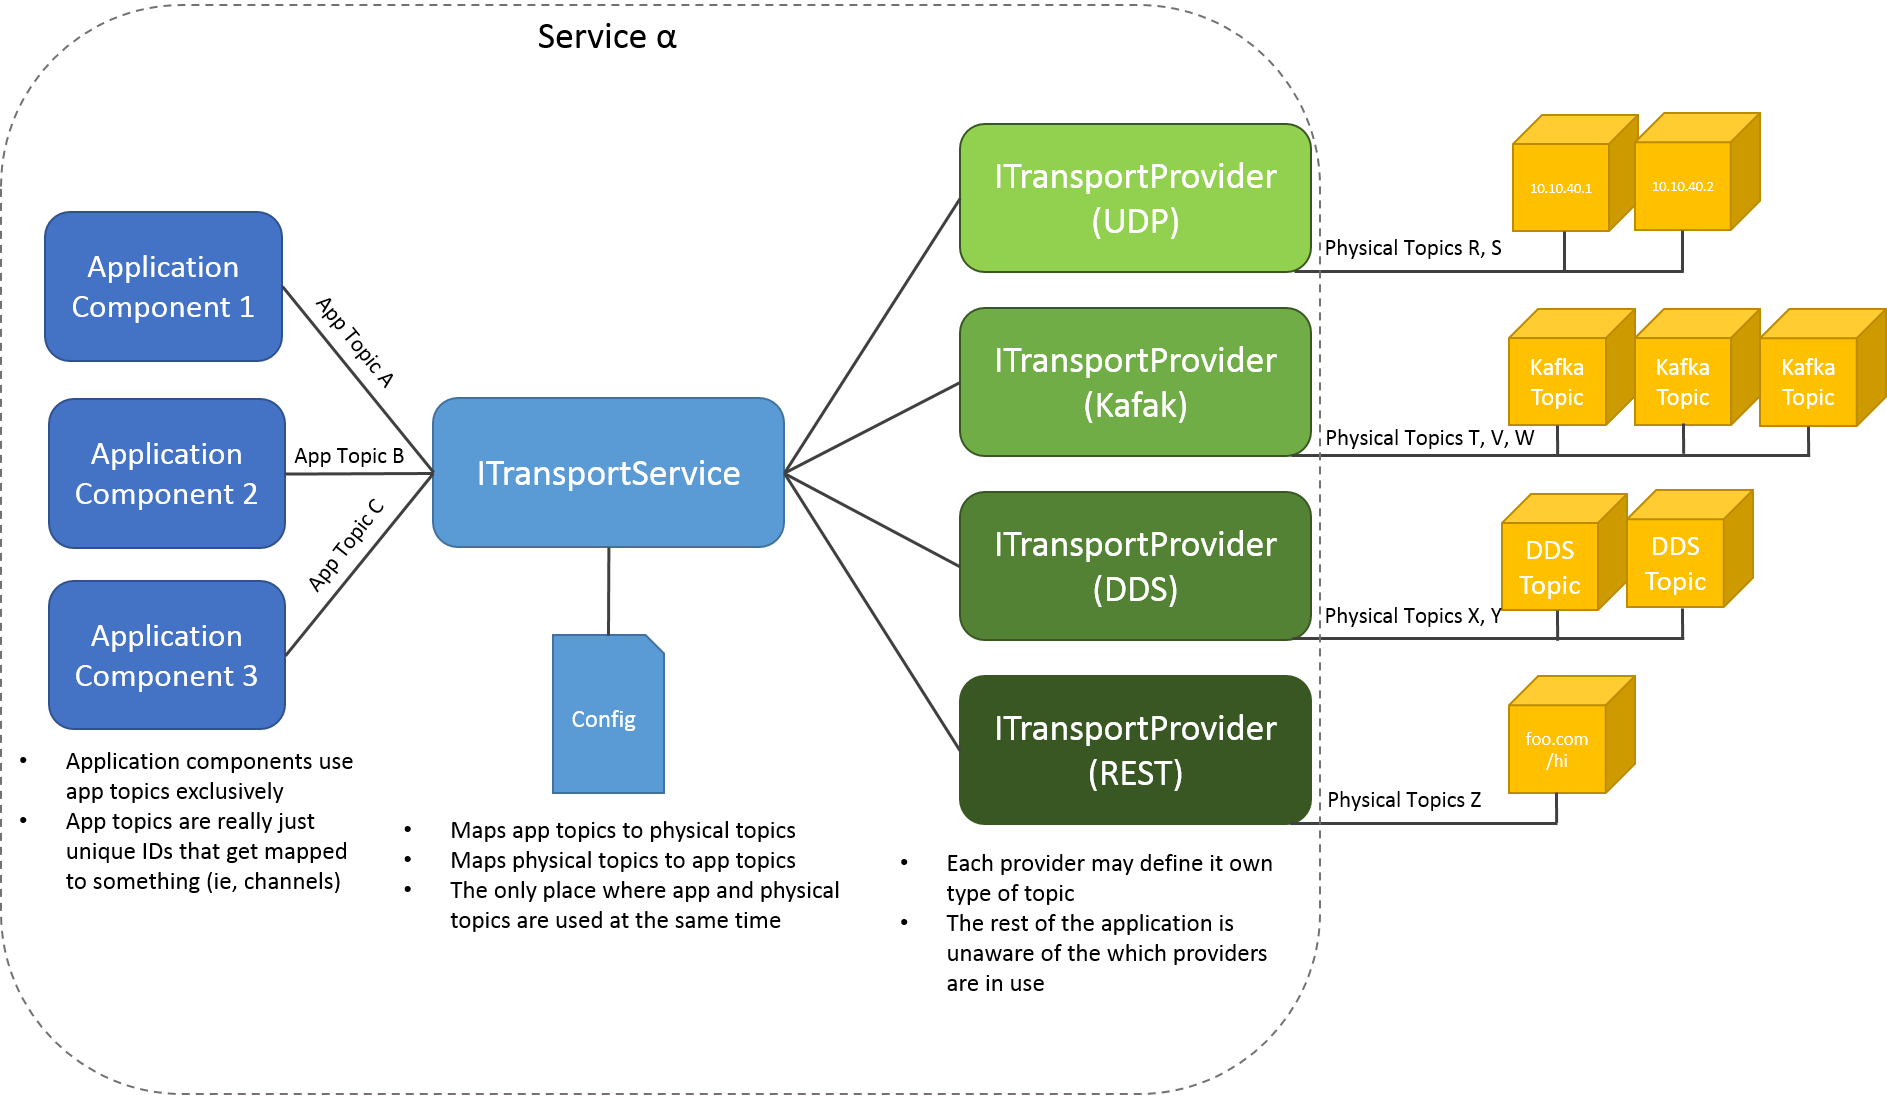 Service α
Application
Component 1
Application
Component 2
Application
Component 3
App Topic A
App Topic B
App Topic C
ITransportService
Config
ITransportProvider
(UDP)
ITransportProvider
(Kafak)
ITransportProvider
(DDS)
ITransportProvider
(REST)
Physical Topics R, S
10.10.40.1
10.10.40.2
Physical Topics T, V, W
Kafka
Topic
Kafka
Topic
Kafka
Topic
Physical Topics X, Y
DDS
Topic
DDS
Topic
Physical Topics Z
foo.com
/hi
• Application components use
app topics exclusively
• App topics are really just
unique IDs that get mapped
to something (ie, channels)
• Maps app topics to physical topics
• Maps physical topics to app topics
• The only place where app and physical
topics are used at the same time
• Each provider may define it own
type of topic
• The rest of the application is
unaware of the which providers
are in use